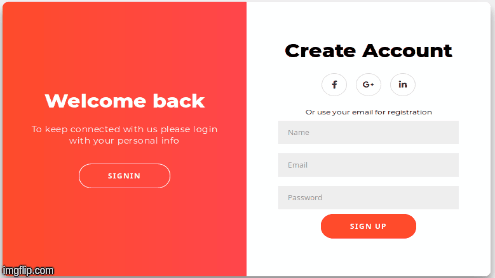 Welcome back
To keep connected with us please login
with your personal info
SIGNIN
Create Account
f
G+
in
Or use your email for registration
Name
Email
Password
SIGN UP
imgflip.com